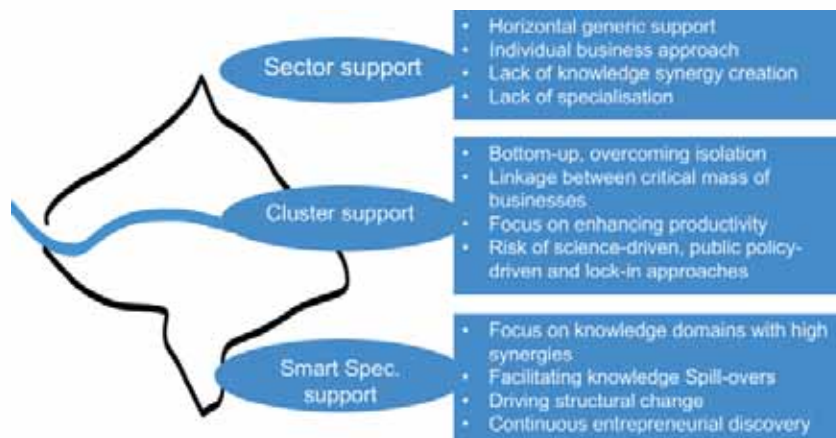 Sector support
• Horizontal generic support
• Individual business approach
• Lack of knowledge synergy creation
• Lack of specialisation
Cluster support
• Bottom-up, overcoming isolation
• Linkage between critical mass of
businesses
• Focus on enhancing productivity
• Risk of science-driven, public policy-
driven and lock-in approaches
Smart Spec.
support
• Focus on knowledge domains with high
synergies
• Facilitating knowledge Spill-overs
• Driving structural change
• Continuous entrepreneurial discovery